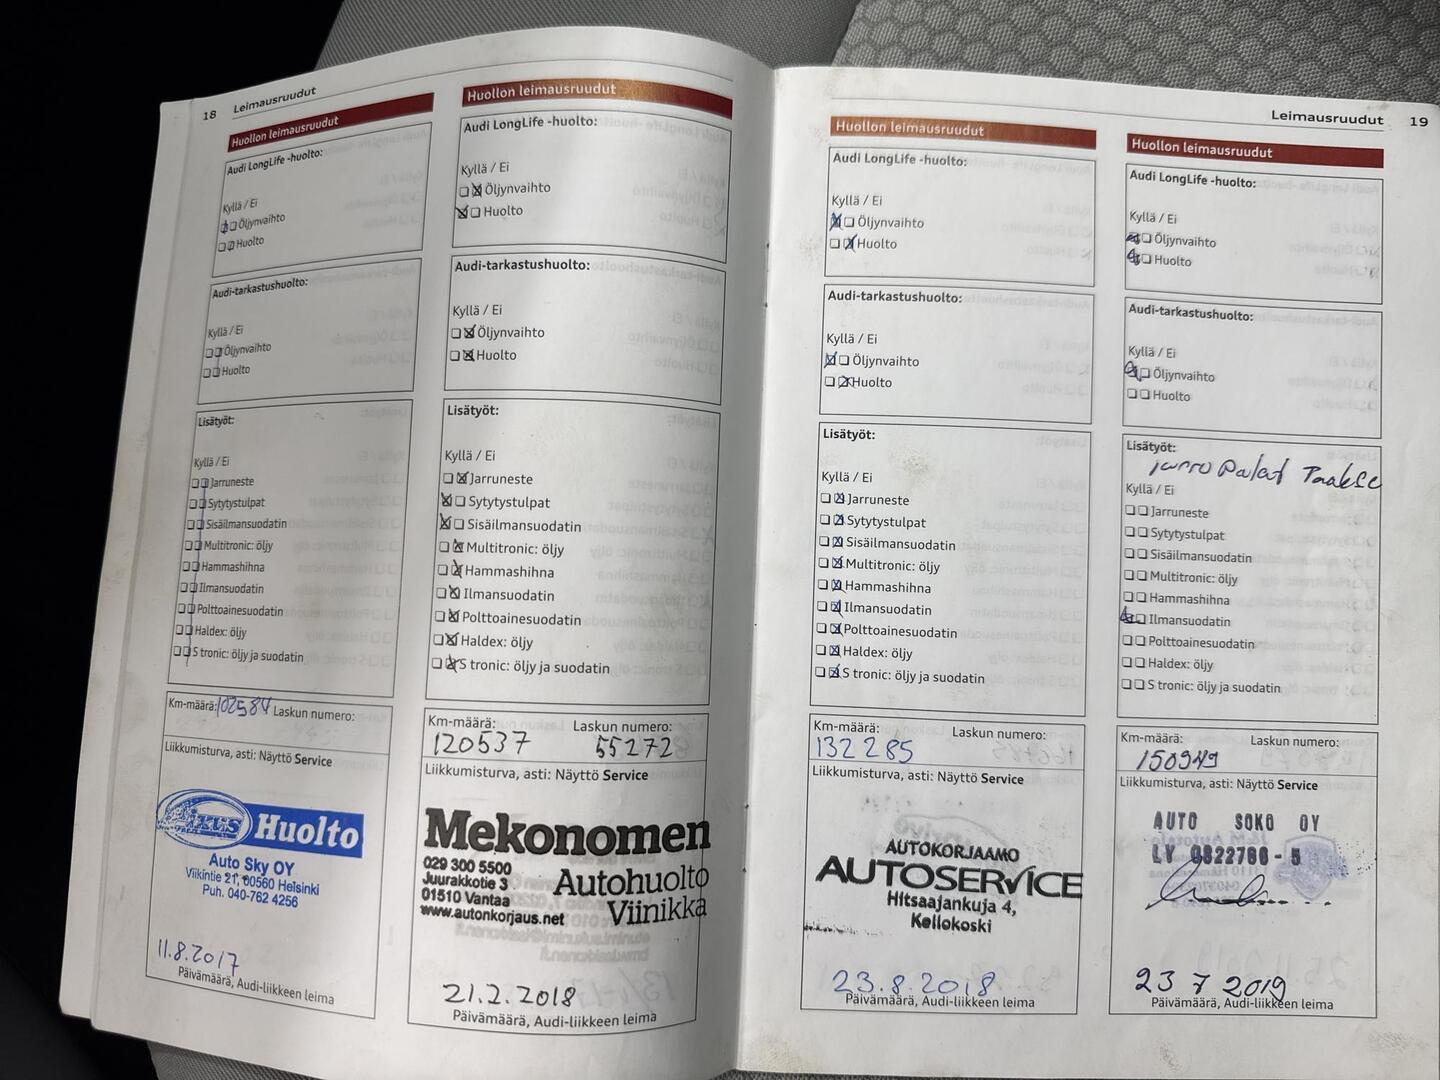 18 Leimausruudut
Huollon leimausruudut
Audi LongLife -huolto:
Kyllä / Ei
Öljynvaihto
Huolto
Audi-tarkastushuolto:
Kyllä / Ei
Öljynvaihto
Huolto
Lisätyöt:
Kyllä / Ei
Jarruneste
Sytytystulpat
Sisäilmansuodatin
Multitronic: öljy
Hammashihna
Ilmansuodatin
Polttoainesuodatin
Haldex: öljy
S tronic: öljy ja suodatin
Km-määrä: 102584 Laskun numero:
Liikkumisturva, asti: Näyttö Service
Huolto
Auto Sky OY
Viikintie 21, 00560 Helsinki
Puh. 040-762 4256
11.8.2017
Päivämäärä, Audi-liikkeen leima
Huollon leimausruudut
Audi LongLife -huolto:
Kyllä / Ei
Öljynvaihto
Huolto
Audi-tarkastushuolto:
Kyllä / Ei
Öljynvaihto
Huolto
Lisätyöt:
Kyllä / Ei
Jarruneste
Sytytystulpat
Sisäilmansuodatin
Multitronic: öljy
Hammashihna
Ilmansuodatin
Polttoainesuodatin
Haldex: öljy
S tronic: öljy ja suodatin
Km-määrä: Laskun numero:
120537 55272
Liikkumisturva, asti: Näyttö Service
Mekonomen
029 300 5500
Juurakkotie 3
01510 Vantaa
www.autonkorjaus.net
Autohuolto
Viinikka
21.2.2018
Päivämäärä, Audi-liikkeen leima
Leimausruudut 19
Huollon leimausruudut
Audi LongLife -huolto:
Kyllä / Ei
Öljynvaihto
Huolto
Audi-tarkastushuolto:
Kyllä / Ei
Öljynvaihto
Huolto
Lisätyöt:
Kyllä / Ei
Jarruneste
Sytytystulpat
Sisäilmansuodatin
Multitronic: öljy
Hammashihna
Ilmansuodatin
Polttoainesuodatin
Haldex: öljy
S tronic: öljy ja suodatin
Km-määrä: Laskun numero:
132 285
Liikkumisturva, asti: Näyttö Service
AUTOKORJAAMO
AUTOSERVICE
Hitsaajankuja 4,
Kellokoski
23.8.2018
Päivämäärä, Audi-liikkeen leima
Huollon leimausruudut
Audi LongLife -huolto:
Kyllä / Ei
Öljynvaihto
Huolto
Audi-tarkastushuolto:
Kyllä / Ei
Öljynvaihto
Huolto
Lisätyöt:
Kyllä / Ei
Jarruneste
Sytytystulpat
Sisäilmansuodatin
Multitronic: öljy
Hammashihna
Ilmansuodatin
Polttoainesuodatin
Haldex: öljy
S tronic: öljy ja suodatin
Km-määrä: Laskun numero:
150949
Liikkumisturva, asti: Näyttö Service
AUTO SOKO OY
LY 0822786-5
23 7 2019
Päivämäärä, Audi-liikkeen leima